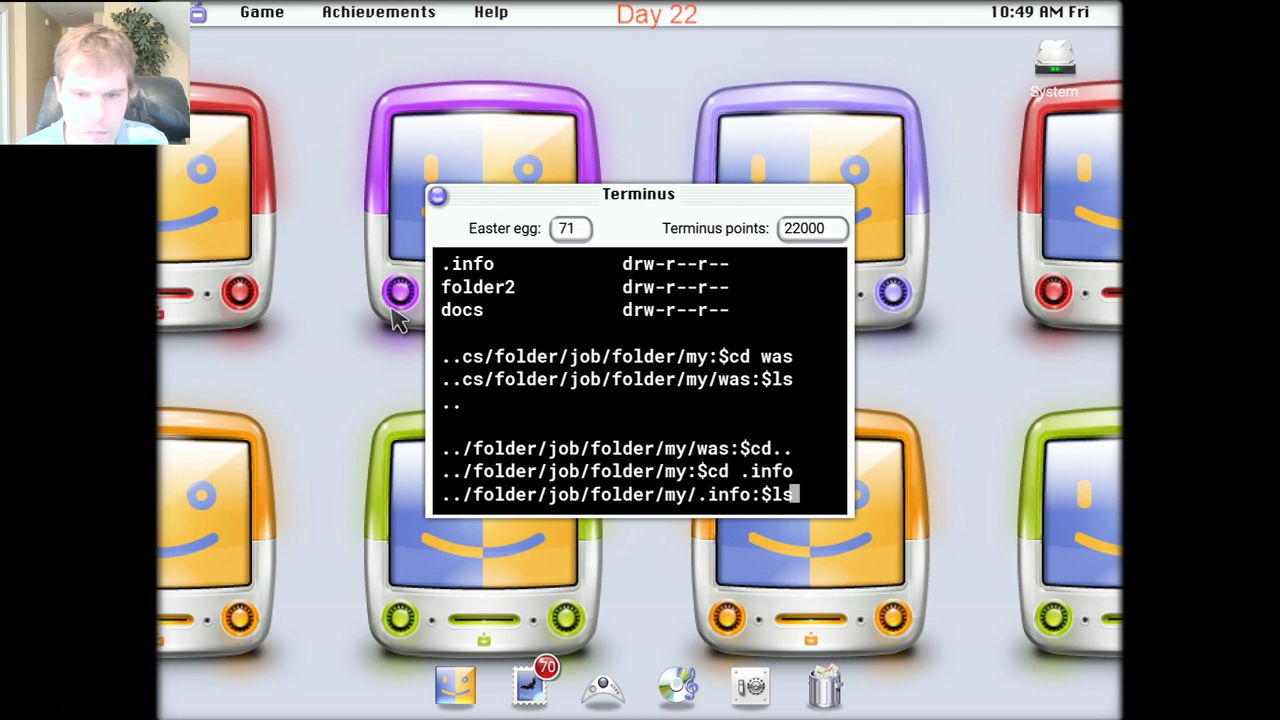 Game Achievements Help Day 22 10:49 AM Fri
System
Terminus
Easter egg: 71 Terminus points: 22000
.info drw-r--r--
folder2 drw-r--r--
docs drw-r--r--
..cs/folder/job/folder/my:$cd was
..cs/folder/job/folder/my/was:$ls
..
../folder/job/folder/my/was:$cd..
../folder/job/folder/my:$cd .info
../folder/job/folder/my/.info:$ls
70